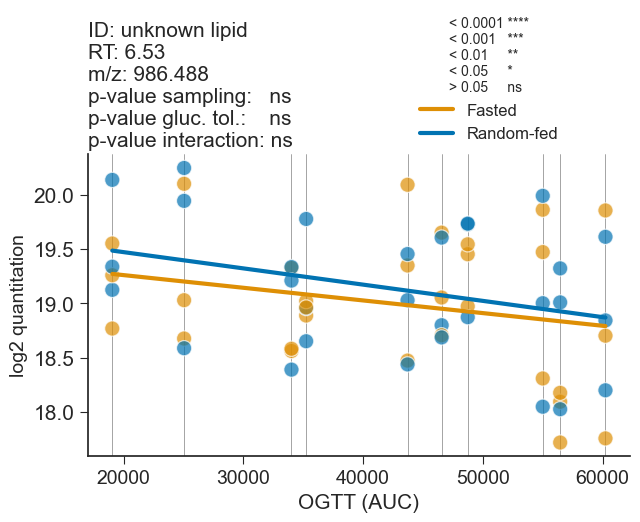 ID: unknown lipid
RT: 6.53
m/z: 986.488
p-value sampling: ns
p-value gluc. tol.: ns
p-value interaction: ns
< 0.0001 ****
< 0.001 ***
< 0.01 **
< 0.05 *
> 0.05 ns
Fasted
Random-fed
log2 quantitation
20.0
19.5
19.0
18.5
18.0
20000 30000 40000 50000 60000
OGTT (AUC)